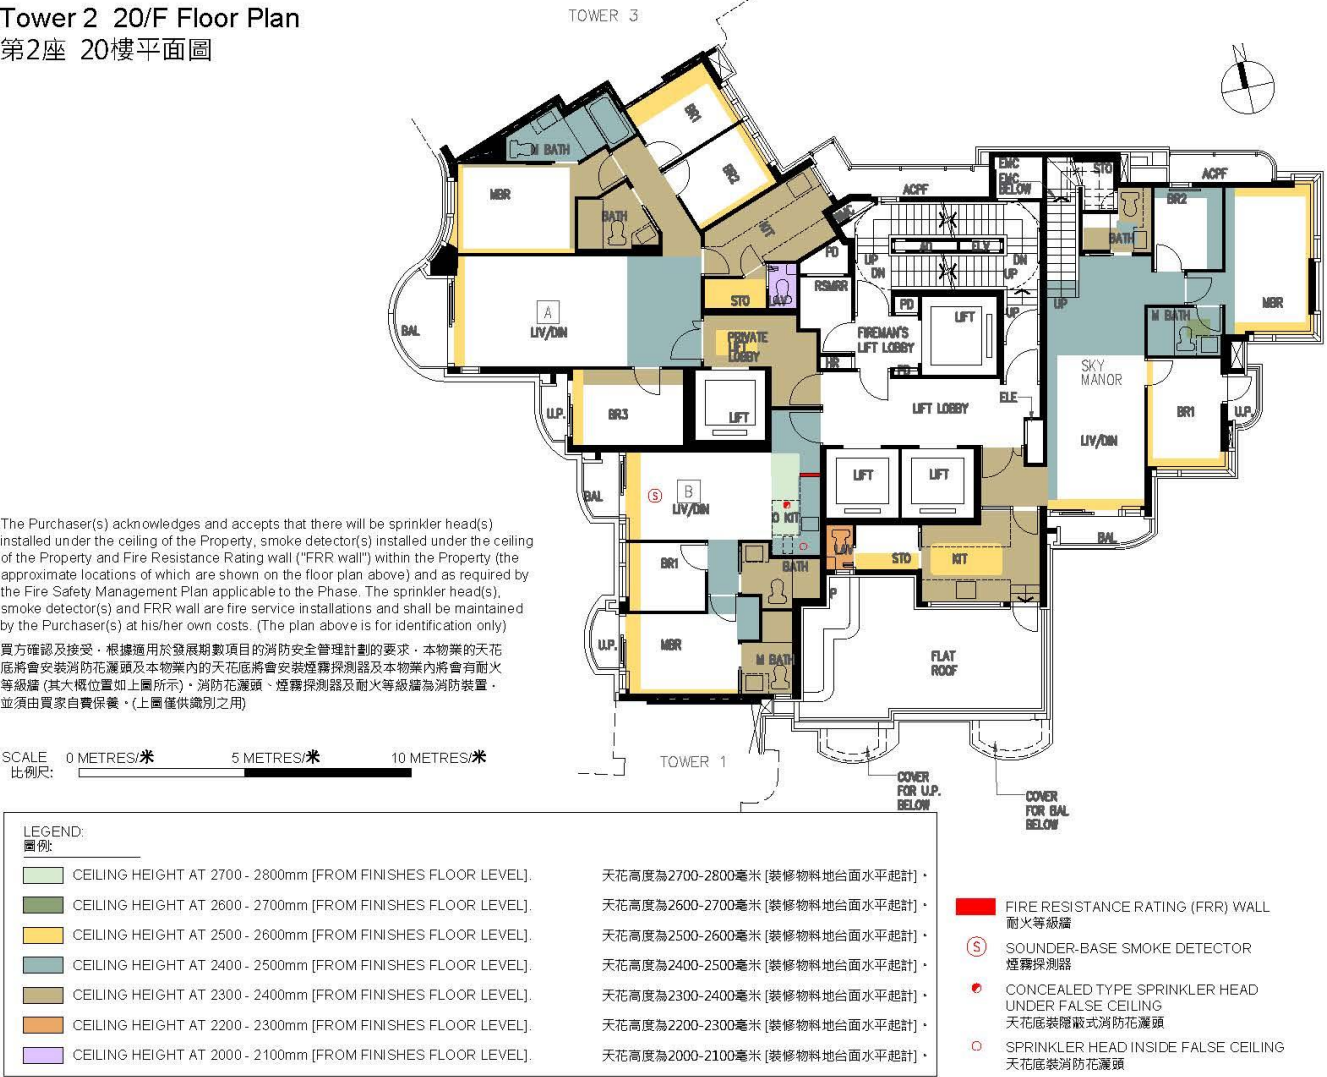 Tower 2 20/F Floor Plan
第2座 20樓平面圖
TOWER 3
BR1
M BATH
BR2
MBR
BATH
KIT
ACPF
EMC
EMC
BELOW
STO
ACPF
BR2
EMC
AD
ELV
PD
UP
DN
DN
UP
BATH
STO
LAV
RSMRR
PD
UP
UP
MBR
A
LIV/DIN
BAL
PRIVATE
LIFT
LOBBY
FIREMAN'S
LIFT LOBBY
LIFT
M BATH
HR
PD
SKY
MANOR
U.P.
BR3
LIFT
LIFT LOBBY
ELE
BR1
U.P.
LIV/DIN
LIFT
LIFT
BAL
S
B
LIV/DIN
O KIT
BAL
LAV
STO
KIT
BR1
BATH
P
U.P.
MBR
M BATH
FLAT
ROOF
TOWER 1
COVER
FOR U.P.
BELOW
COVER
FOR BAL
BELOW
The Purchaser(s) acknowledges and accepts that there will be sprinkler head(s)
installed under the ceiling of the Property, smoke detector(s) installed under the ceiling
of the Property and Fire Resistance Rating wall ("FRR wall") within the Property (the
approximate locations of which are shown on the floor plan above) and as required by
the Fire Safety Management Plan applicable to the Phase. The sprinkler head(s),
smoke detector(s) and FRR wall are fire service installations and shall be maintained
by the Purchaser(s) at his/her own costs. (The plan above is for identification only)
買方確認及接受，根據適用於發展期數項目的消防安全管理計劃的要求，本物業的天花
底將會安裝消防花灑頭及本物業內的天花底將會安裝煙霧探測器及本物業內將會有耐火
等級牆 (其大概位置如上圖所示)。消防花灑頭、煙霧探測器及耐火等級牆為消防裝置，
並須由買家自費保養。(上圖僅供識別之用)
SCALE 0 METRES/米 5 METRES/米 10 METRES/米
比例尺:
LEGEND:
圖例:
CEILING HEIGHT AT 2700 - 2800mm [FROM FINISHES FLOOR LEVEL]. 天花高度為2700-2800毫米 [裝修物料地台面水平起計]。
CEILING HEIGHT AT 2600 - 2700mm [FROM FINISHES FLOOR LEVEL]. 天花高度為2600-2700毫米 [裝修物料地台面水平起計]。
CEILING HEIGHT AT 2500 - 2600mm [FROM FINISHES FLOOR LEVEL]. 天花高度為2500-2600毫米 [裝修物料地台面水平起計]。
CEILING HEIGHT AT 2400 - 2500mm [FROM FINISHES FLOOR LEVEL]. 天花高度為2400-2500毫米 [裝修物料地台面水平起計]。
CEILING HEIGHT AT 2300 - 2400mm [FROM FINISHES FLOOR LEVEL]. 天花高度為2300-2400毫米 [裝修物料地台面水平起計]。
CEILING HEIGHT AT 2200 - 2300mm [FROM FINISHES FLOOR LEVEL]. 天花高度為2200-2300毫米 [裝修物料地台面水平起計]。
CEILING HEIGHT AT 2000 - 2100mm [FROM FINISHES FLOOR LEVEL]. 天花高度為2000-2100毫米 [裝修物料地台面水平起計]。
FIRE RESISTANCE RATING (FRR) WALL
耐火等級牆
S SOUNDER-BASE SMOKE DETECTOR
煙霧探測器
CONCEALED TYPE SPRINKLER HEAD
UNDER FALSE CEILING
天花底裝隱蔽式消防花灑頭
SPRINKLER HEAD INSIDE FALSE CEILING
天花底裝消防花灑頭